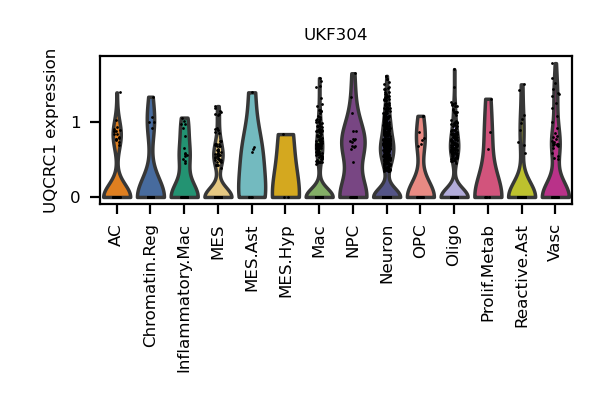 UKF304
UQCRC1 expression
1
0
AC
Chromatin.Reg
Inflammatory.Mac
MES
MES.Ast
MES.Hyp
Mac
NPC
Neuron
OPC
Oligo
Prolif.Metab
Reactive.Ast
Vasc